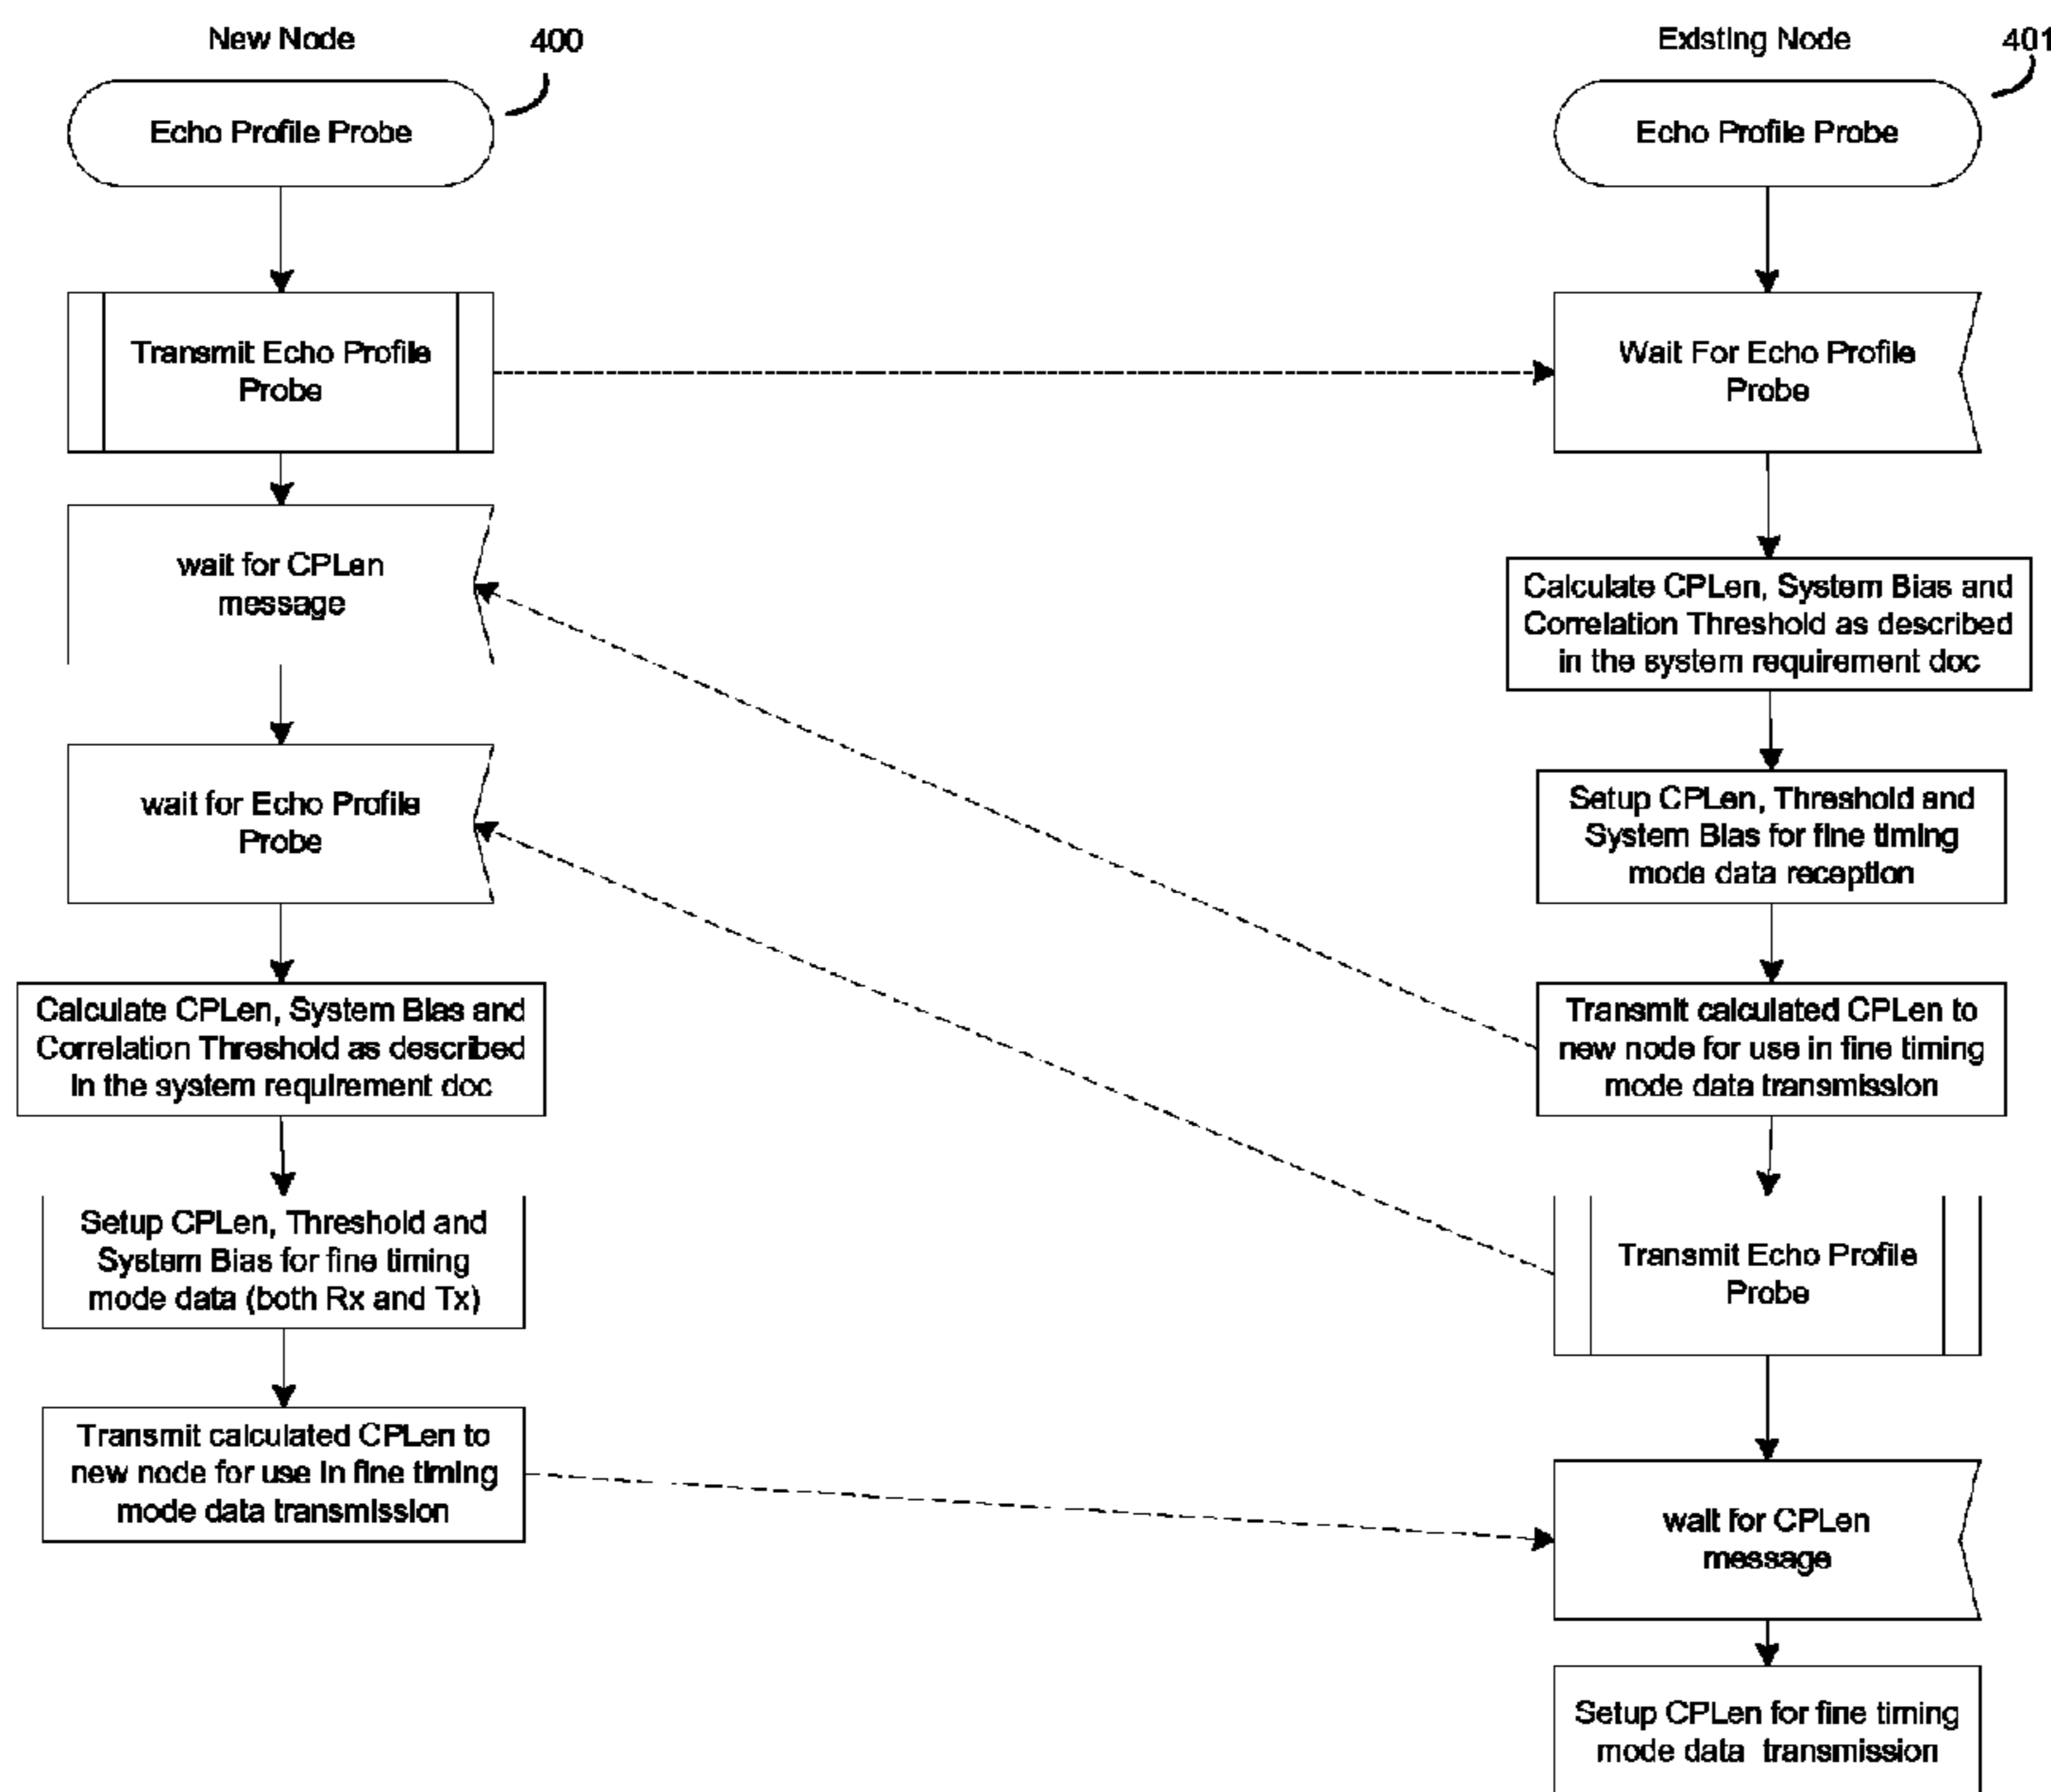 New Node
400
Echo Profile Probe
Transmit Echo Profile
Probe
wait for CPLen
message
wait for Echo Profile
Probe
Calculate CPLen, System Bias and
Correlation Threshold as described
in the system requirement doc
Setup CPLen, Threshold and
System Bias for fine timing
mode data (both Rx and Tx)
Transmit calculated CPLen to
new node for use in fine timing
mode data transmission
Existing Node
401
Echo Profile Probe
Wait For Echo Profile
Probe
Calculate CPLen, System Bias and
Correlation Threshold as described
in the system requirement doc
Setup CPLen, Threshold and
System Bias for fine timing
mode data reception
Transmit calculated CPLen to
new node for use in fine timing
mode data transmission
Transmit Echo Profile
Probe
wait for CPLen
message
Setup CPLen for fine timing
mode data transmission